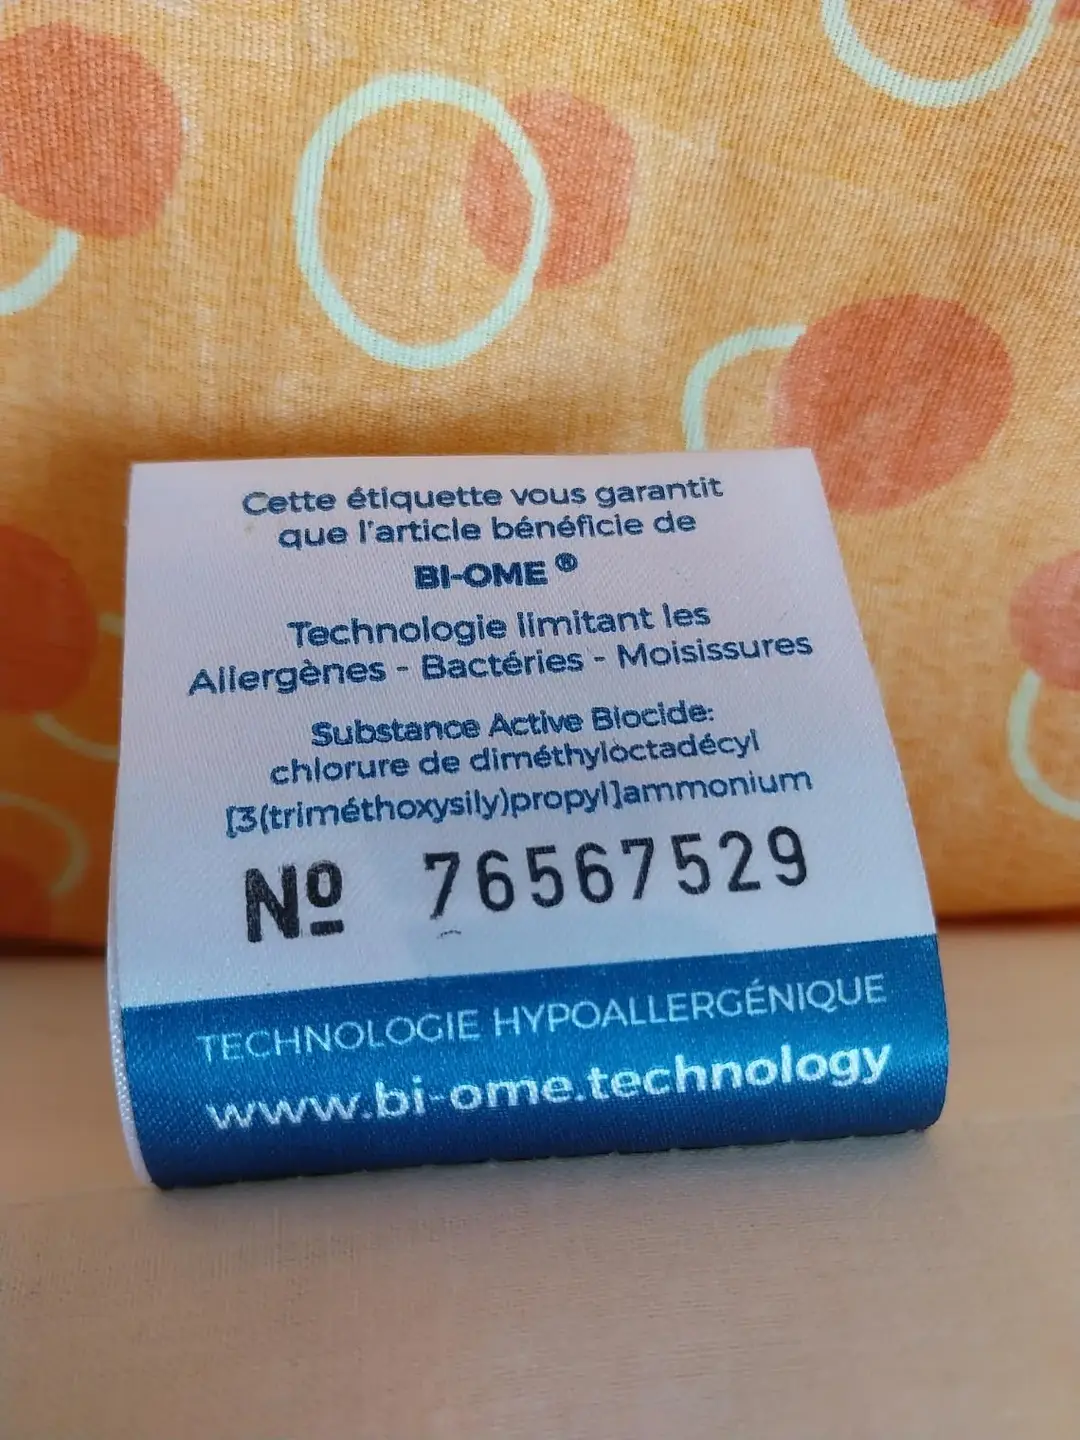 Cette étiquette vous garantit
que l'article bénéficie de
BI-OME ®
Technologie limitant les
Allergènes - Bactéries - Moisissures
Substance Active Biocide:
chlorure de diméthyloctadécyl
[3(triméthoxysily)propyl]ammonium
Nº 76567529
TECHNOLOGIE HYPOALLERGÉNIQUE
www.bi-ome.technology